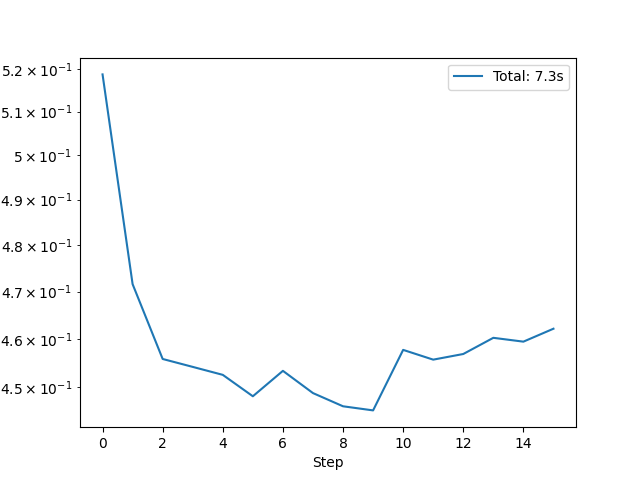 Total: 7.3s
5.2 × 10⁻¹
5.1 × 10⁻¹
5 × 10⁻¹
4.9 × 10⁻¹
4.8 × 10⁻¹
4.7 × 10⁻¹
4.6 × 10⁻¹
4.5 × 10⁻¹
0 2 4 6 8 10 12 14
Step